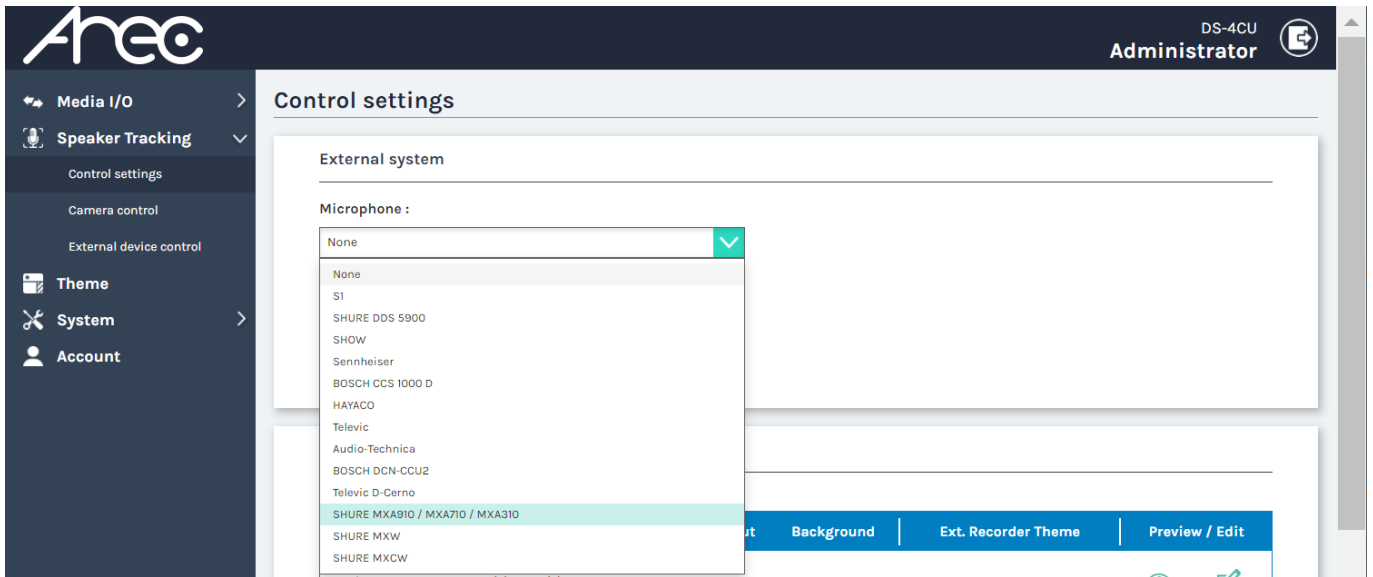 Arec
DS-4CU
Administrator
Media I/O
Speaker Tracking
Control settings
Camera control
External device control
Theme
System
Account
Control settings
External system
Microphone :
None
None
S1
SHURE DDS 5900
SHOW
Sennheiser
BOSCH CCS 1000 D
HAYACO
Televic
Audio-Technica
BOSCH DCN-CCU2
Televic D-Cerno
SHURE MXA910 / MXA710 / MXA310
SHURE MXW
SHURE MXCW
Background Ext. Recorder Theme Preview / Edit